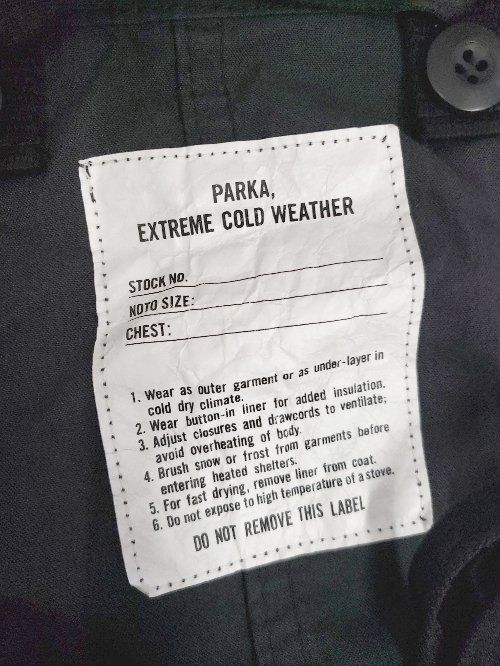 PARKA,
EXTREME COLD WEATHER
STOCK NO.
NOTO SIZE:
CHEST:
1. Wear as outer garment or as under-layer in
cold dry climate.
2. Wear button-in liner for added insulation.
3. Adjust closures and drawcords to ventilate;
avoid overheating of body.
4. Brush snow or frost from garments before
entering heated shelters.
5. For fast drying, remove liner from coat.
6. Do not expose to high temperature of a stove.
DO NOT REMOVE THIS LABEL